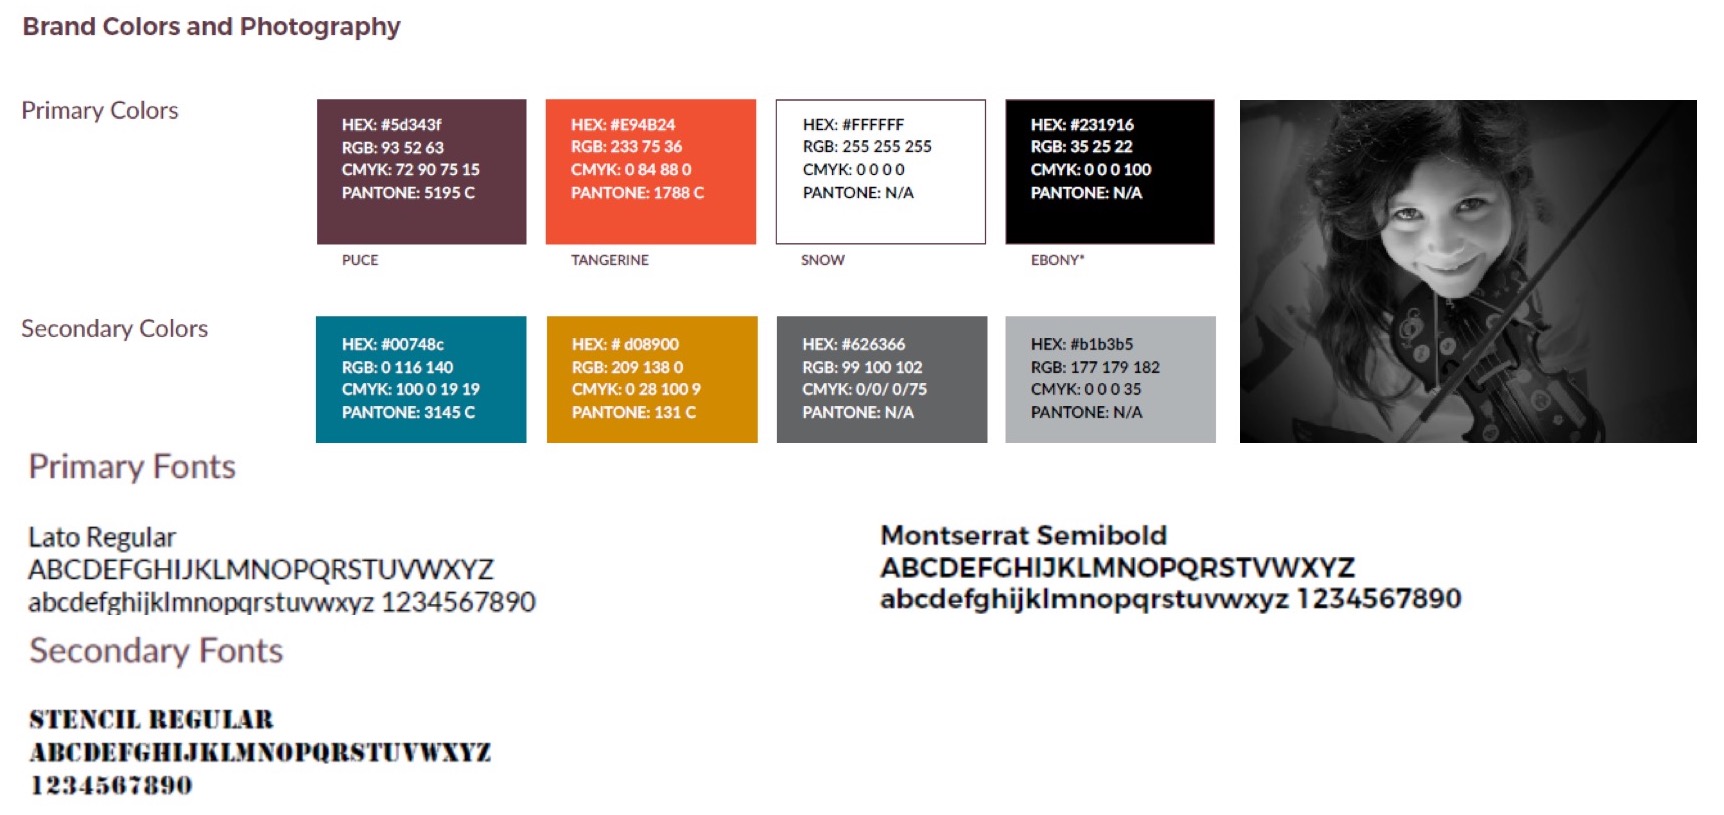 Brand Colors and Photography
Primary Colors
HEX: #5d343f
RGB: 93 52 63
CMYK: 72 90 75 15
PANTONE: 5195 C
PUCE
HEX: #E94B24
RGB: 233 75 36
CMYK: 0 84 88 0
PANTONE: 1788 C
TANGERINE
HEX: #FFFFFF
RGB: 255 255 255
CMYK: 0 0 0 0
PANTONE: N/A
SNOW
HEX: #231916
RGB: 35 25 22
CMYK: 0 0 0 100
PANTONE: N/A
EBONY*
Secondary Colors
HEX: #00748c
RGB: 0 116 140
CMYK: 100 0 19 19
PANTONE: 3145 C
HEX: # d08900
RGB: 209 138 0
CMYK: 0 28 100 9
PANTONE: 131 C
HEX: #626366
RGB: 99 100 102
CMYK: 0/0/ 0/75
PANTONE: N/A
HEX: #b1b3b5
RGB: 177 179 182
CMYK: 0 0 0 35
PANTONE: N/A
Primary Fonts
Lato Regular
ABCDEFGHIJKLMNOPQRSTUVWXYZ
abcdefghijklmnopqrstuvwxyz 1234567890
Montserrat Semibold
ABCDEFGHIJKLMNOPQRSTVWXYZ
abcdefghijklmnopqrstuvwxyz 1234567890
Secondary Fonts
STENCIL REGULAR
ABCDEFGHIJKLMNOPQRSTUVWXYZ
1234567890